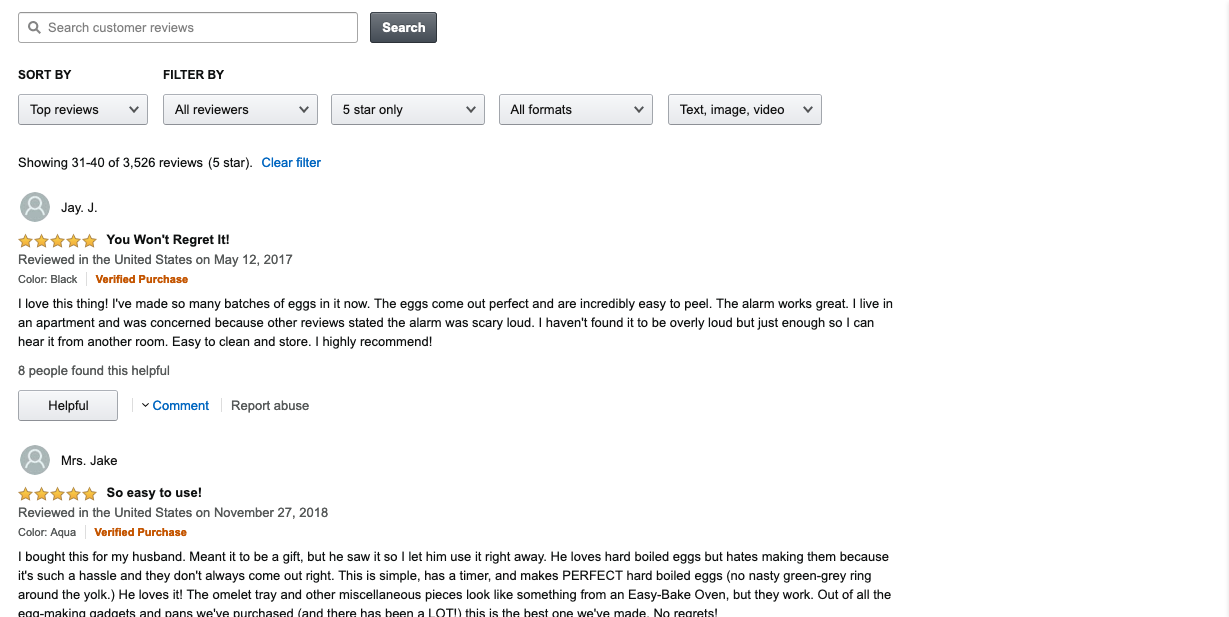 Search customer reviews Search
SORT BY FILTER BY
Top reviews All reviewers 5 star only All formats Text, image, video
Showing 31-40 of 3,526 reviews (5 star). Clear filter
Jay. J.
You Won't Regret It!
Reviewed in the United States on May 12, 2017
Color: Black Verified Purchase
I love this thing! I've made so many batches of eggs in it now. The eggs come out perfect and are incredibly easy to peel. The alarm works great. I live in
an apartment and was concerned because other reviews stated the alarm was scary loud. I haven't found it to be overly loud but just enough so I can
hear it from another room. Easy to clean and store. I highly recommend!
8 people found this helpful
Helpful Comment Report abuse
Mrs. Jake
So easy to use!
Reviewed in the United States on November 27, 2018
Color: Aqua Verified Purchase
I bought this for my husband. Meant it to be a gift, but he saw it so I let him use it right away. He loves hard boiled eggs but hates making them because
it's such a hassle and they don't always come out right. This is simple, has a timer, and makes PERFECT hard boiled eggs (no nasty green-grey ring
around the yolk.) He loves it! The omelet tray and other miscellaneous pieces look like something from an Easy-Bake Oven, but they work. Out of all the
egg-making gadgets and pans we've purchased (and there has been a LOT!) this is the best one we've made. No regrets!